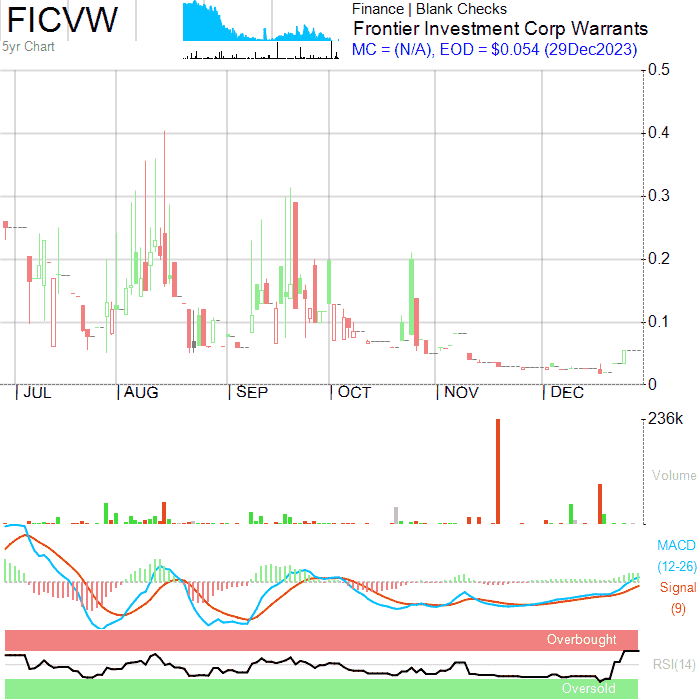 FICVW
5yr Chart
Finance | Blank Checks
Frontier Investment Corp Warrants
MC = (N/A), EOD = $0.054 (29Dec2023)
0.5
0.4
0.3
0.2
0.1
0
JUL AUG SEP OCT NOV DEC
236k
Volume
MACD
(12-26)
Signal
(9)
Overbought
RSI(14)
Oversold